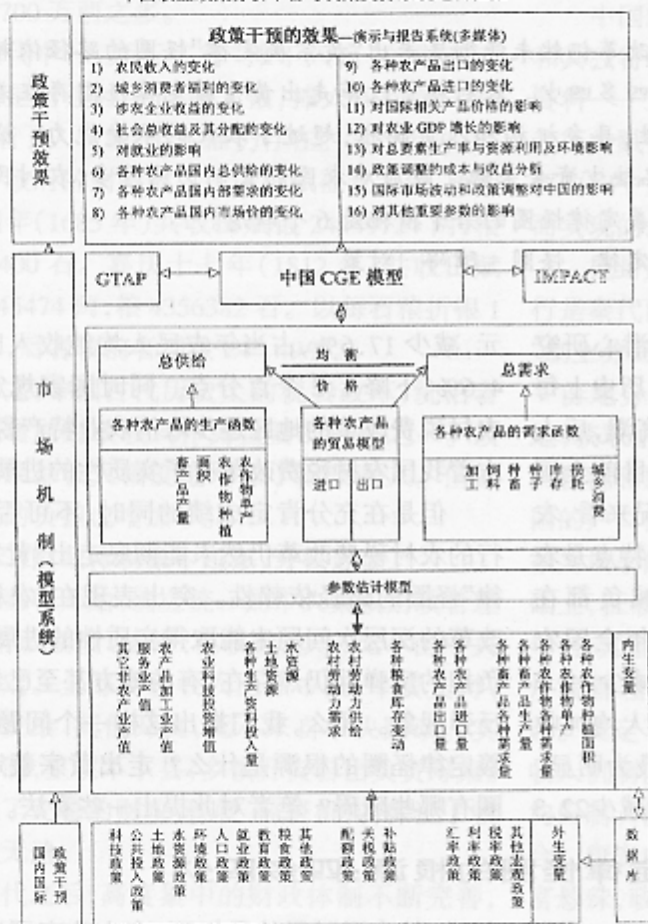 政策干预的效果—演示与报告系统(多媒体)
政策干预效果
1) 农民收入的变化
2) 城乡消费者福利的变化
3) 涉农企业收益的变化
4) 社会总收益及其分配的变化
5) 对就业的影响
6) 各种农产品国内总供给的变化
7) 各种农产品国内部需求的变化
8) 各种农产品国内市场价的变化
9) 各种农产品出口的变化
10) 各种农产品进口的变化
11) 对国际相关产品价格的影响
12) 对农业 GDP 增长的影响
13) 对总要素生产率与资源利用及环境影响
14) 政策调整的成本与收益分析
15) 国际市场波动和政策调整对中国的影响
16) 对其他重要参数的影响
市场机制(模型系统)
GTAP
中国 CGE 模型
IMPACT
总供给
均衡
价格
总需求
各种农产品的生产函数
畜产品产量
面积
农作物种植
农作物单产
各种农产品
的贸易模型
进口 出口
各种农产品的需求函数
加工
饲料
种畜
种子
库存
损耗
城乡消费
参数估计模型
其它非农产业产值
服务业产值
农产品加工业产值
农业科技投资增值
各种生产资料投入量
土地资源
水资源
农村劳动力需求
农村劳动力供给
各种粮食库存变动
各种农产品出口量
各种农产品进口量
各种农产品各种需求量
各种畜产品生产量
各种农作物各种需求量
各种农作物单产
各种农作物种植面积
内生变量
政策干预
国内国际
科技政策
公共投入政策
土地政策
水资源政策
环境政策
人口政策
就业政策
教育政策
粮食政策
其他政策
配额政策
关税政策
补贴政策
汇率政策
利率政策
税率政策
其他宏观政策
外生变量
数据库